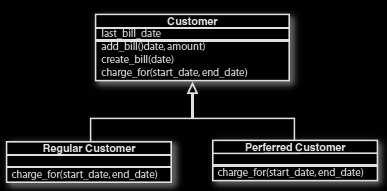 Customer
last_bill_date
add_bill()date, amount)
create_bill(date)
charge_for(start_date, end_date)
Regular Customer
charge_for(start_date, end_date)
Perferred Customer
charge_for(start_date, end_date)